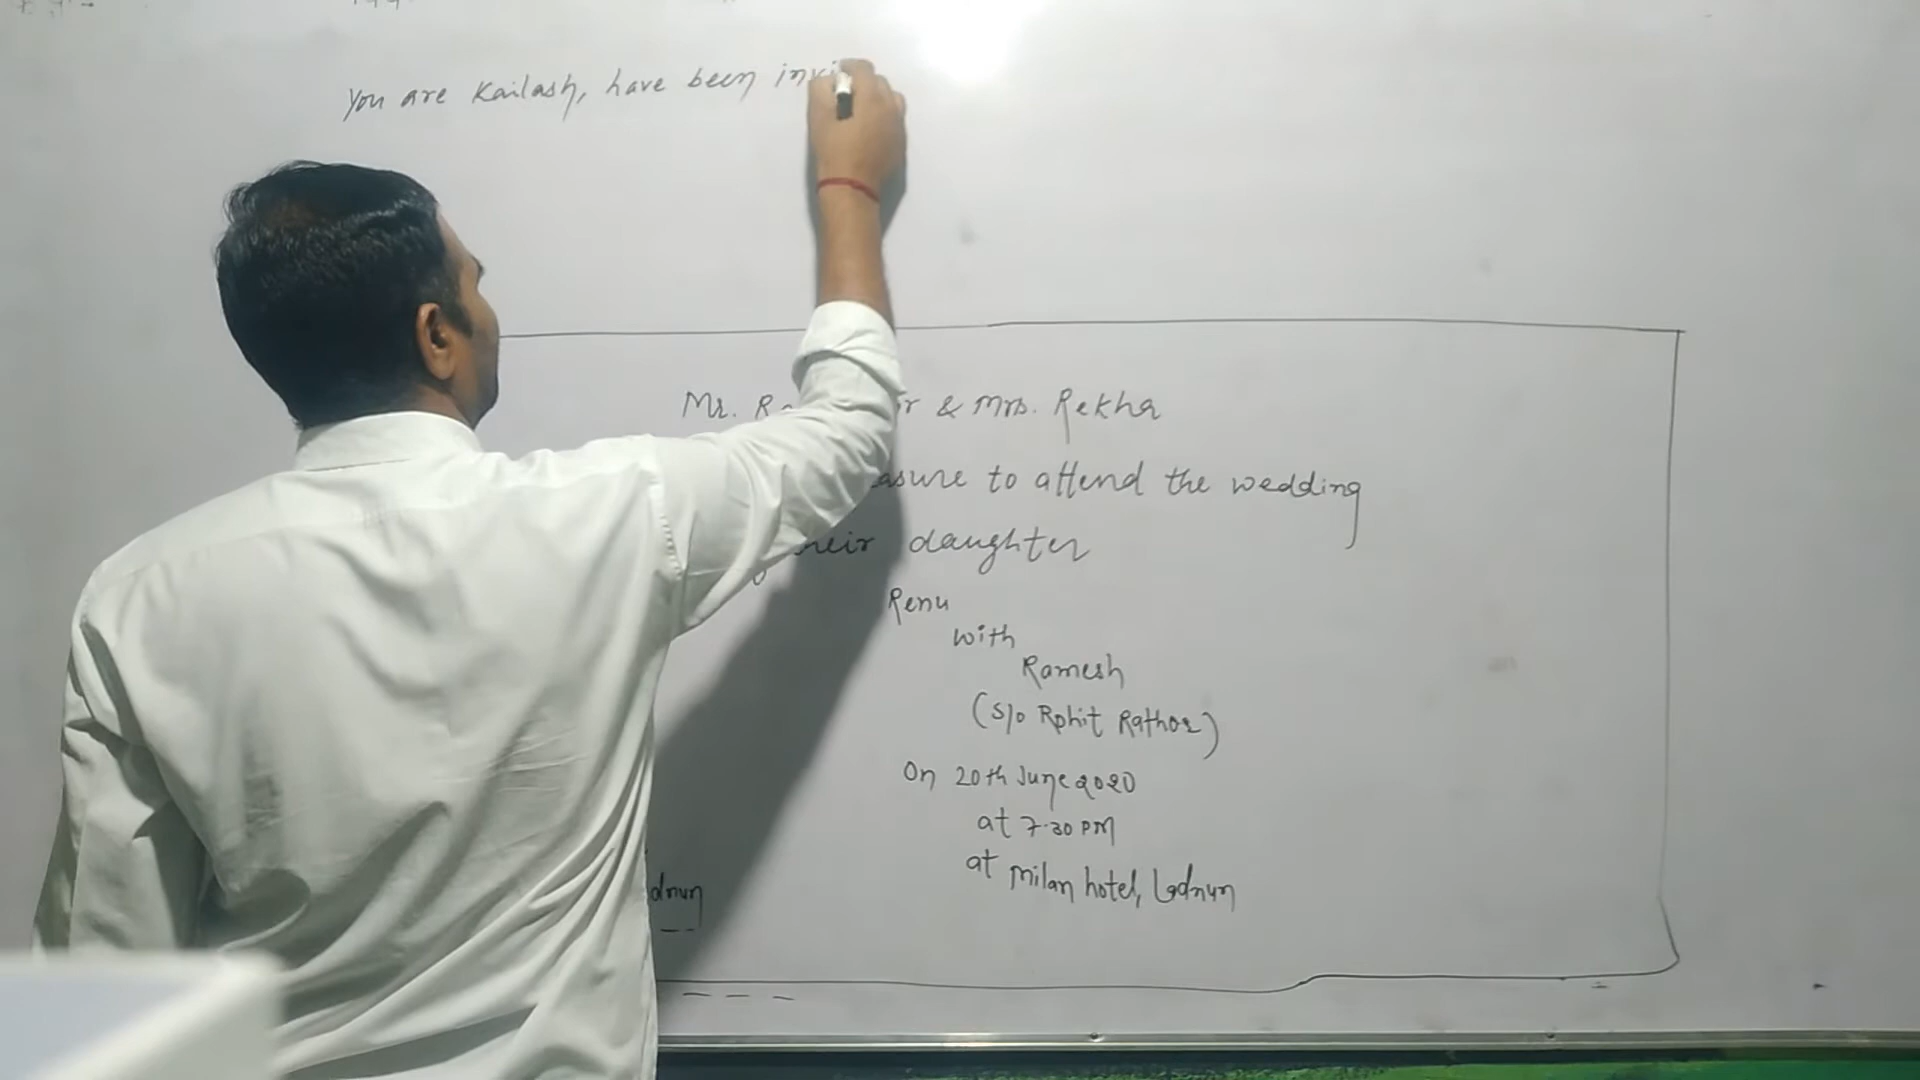 You are Kailash, have been
Mr. & Mrs. Rekha
to attend the wedding
daughter
Renu
with
Ramesh
(S/o Rohit Rathor)
On 20th June 2020
at 7.30 PM
at Milan hotel, Ladnun